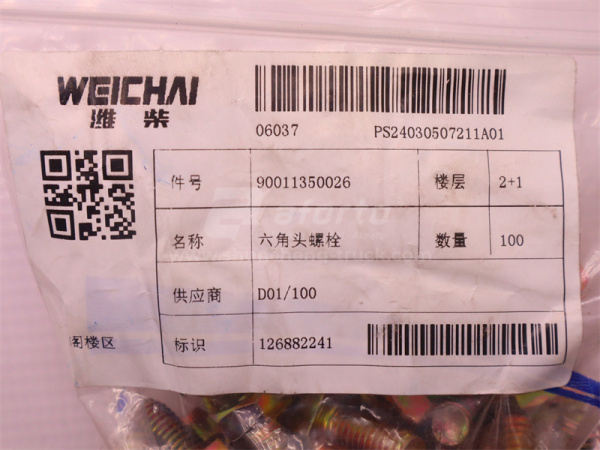 WEICHAI
潍柴
06037 PS24030507211A01
件号 90011350026 楼层 2+1
名称 六角头螺栓 数量 100
供应商 D01/100
阁楼区 标识 126882241